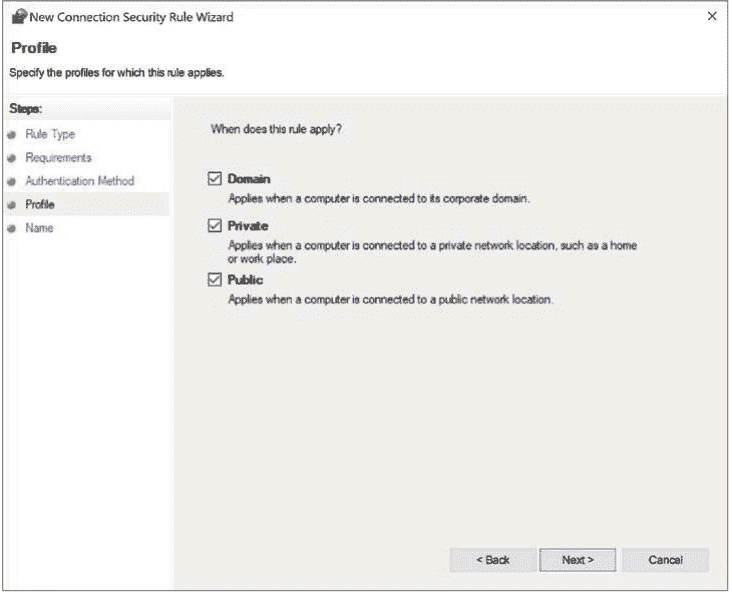 New Connection Security Rule Wizard
Profile
Specify the profiles for which this rule applies.
Steps:
Rule Type
Requirements
Authentication Method
Profile
Name
When does this rule apply?
Domain
Applies when a computer is connected to its corporate domain.
Private
Applies when a computer is connected to a private network location, such as a home
or work place.
Public
Applies when a computer is connected to a public network location.
< Back
Next >
Cancel